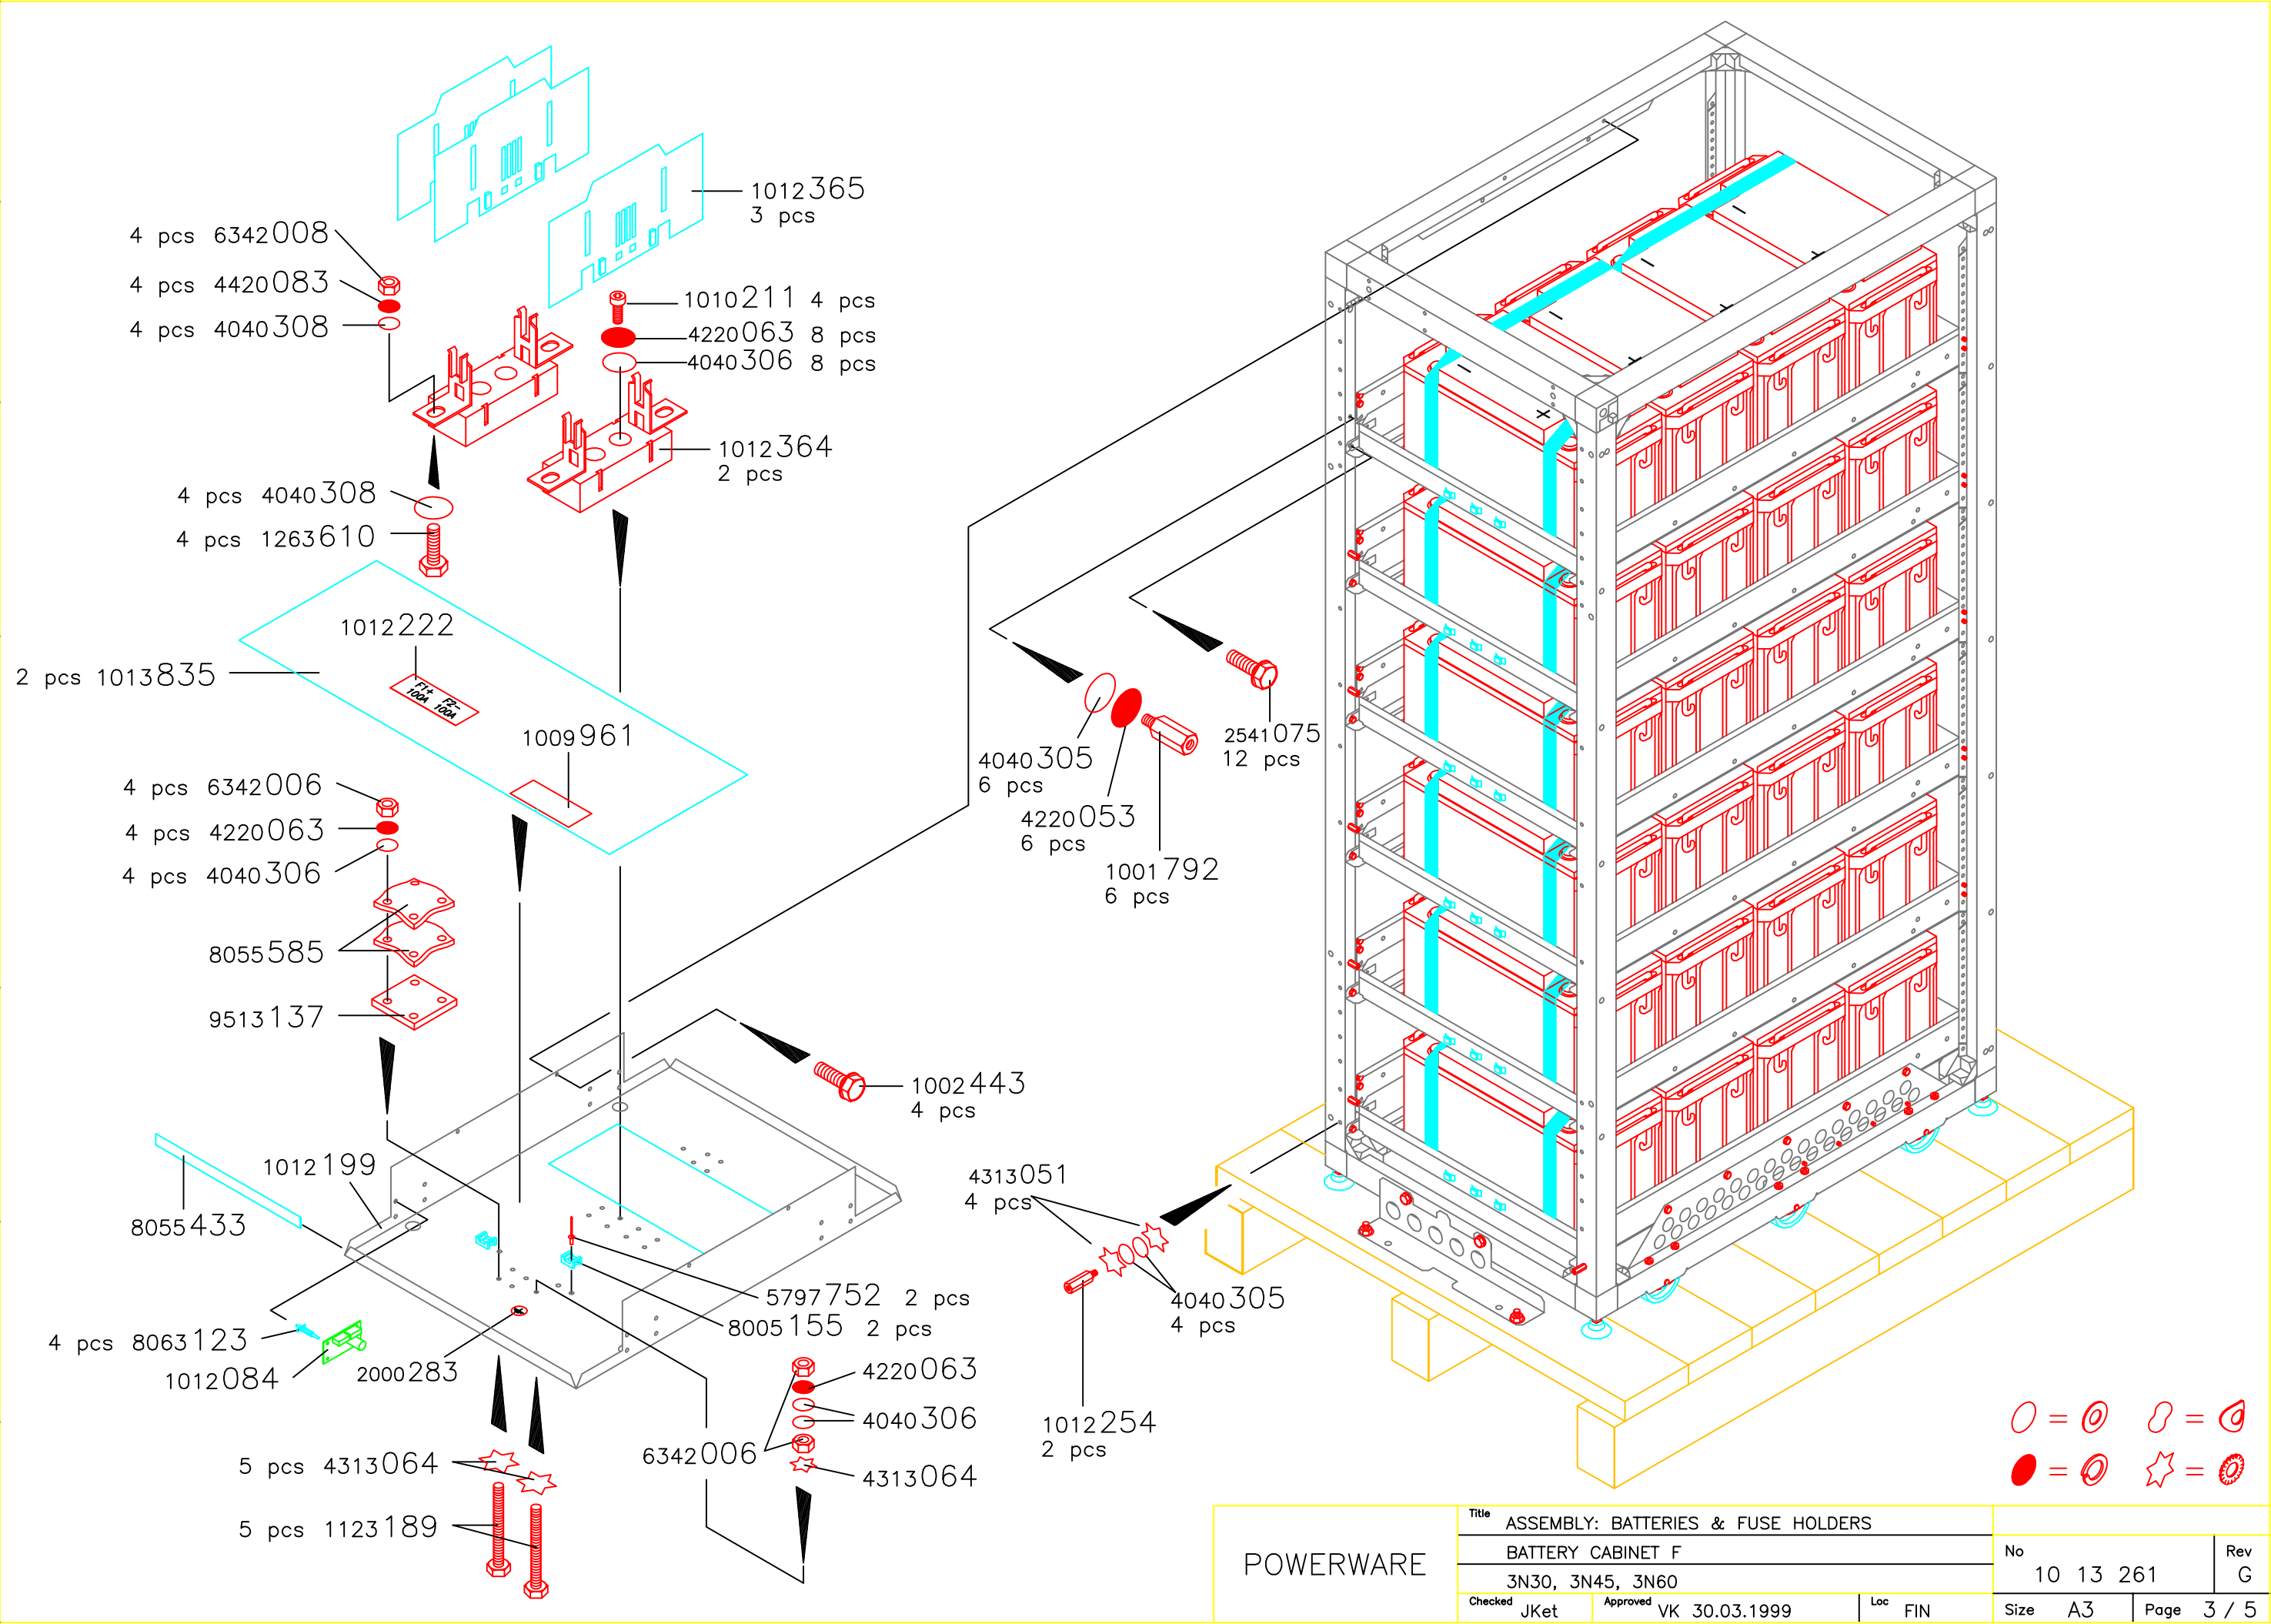 1012365
3 pcs
4 pcs 6342008
4 pcs 4420083
4 pcs 4040308
1010211 4 pcs
4220063 8 pcs
4040306 8 pcs
1012364
2 pcs
4 pcs 4040308
4 pcs 1263610
1012222
2 pcs 1013835
F1+ F2-
100A 100A
1009961
4 pcs 6342006
4 pcs 4220063
4 pcs 4040306
8055585
9513137
4040305
6 pcs
4220053
6 pcs
1001792
6 pcs
2541075
12 pcs
1002443
4 pcs
1012199
8055433
4313051
4 pcs
4040305
4 pcs
1012254
2 pcs
5797752 2 pcs
8005155 2 pcs
4 pcs 8063123
1012084
2000283
4220063
4040306
6342006
4313064
5 pcs 4313064
5 pcs 1123189
- + - + - + - +
= =
= =
POWERWARE
Title ASSEMBLY: BATTERIES & FUSE HOLDERS
BATTERY CABINET F
3N30, 3N45, 3N60
Checked JKet Approved VK 30.03.1999 Loc FIN
No 10 13 261 Rev G
Size A3 Page 3 / 5